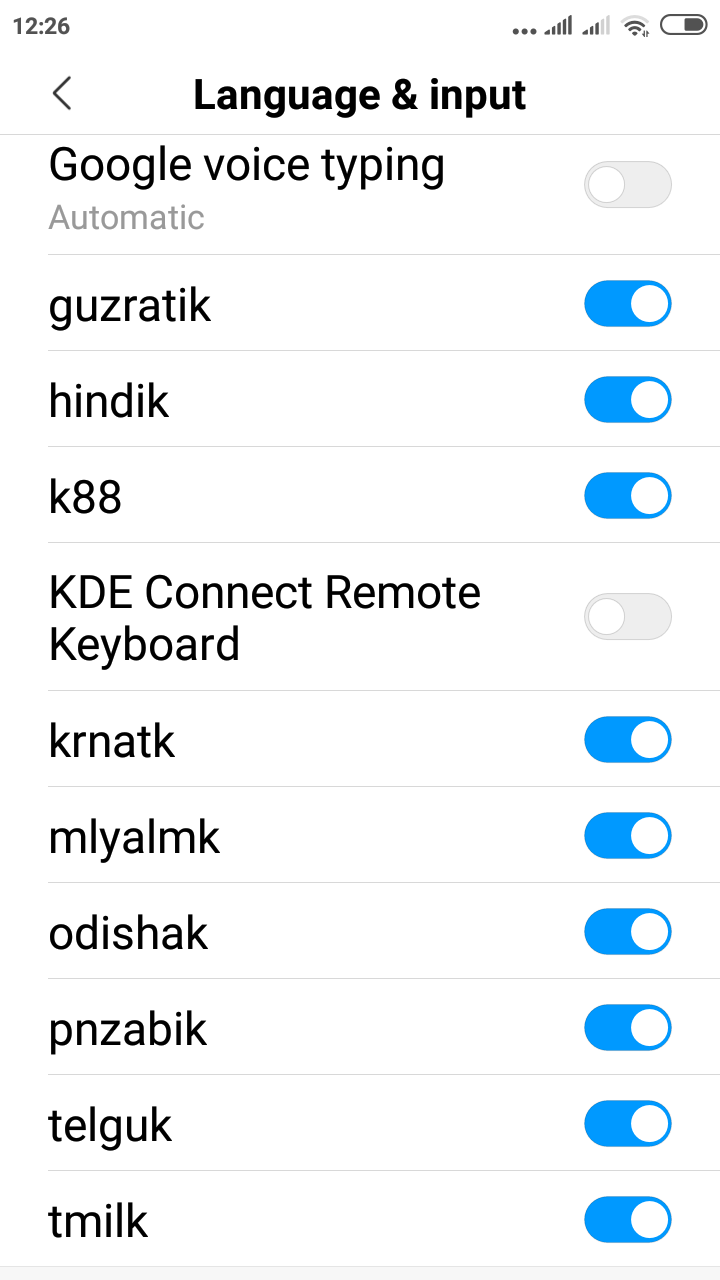 12:26
Language & input
Google voice typing
Automatic
guzratik
hindik
k88
KDE Connect Remote
Keyboard
krnatk
mlyalmk
odishak
pnzabik
telguk
tmilk